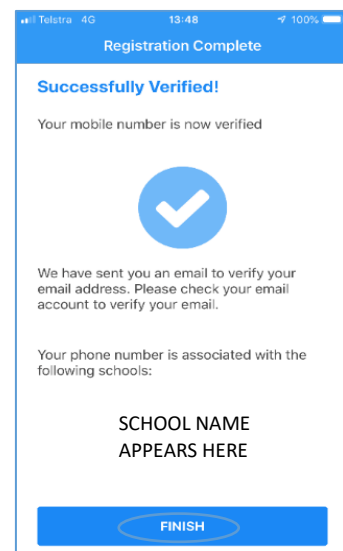 Telstra 4G 13:48 100%
Registration Complete
Successfully Verified!
Your mobile number is now verified
We have sent you an email to verify your
email address. Please check your email
account to verify your email.
Your phone number is associated with the
following schools:
SCHOOL NAME
APPEARS HERE
FINISH